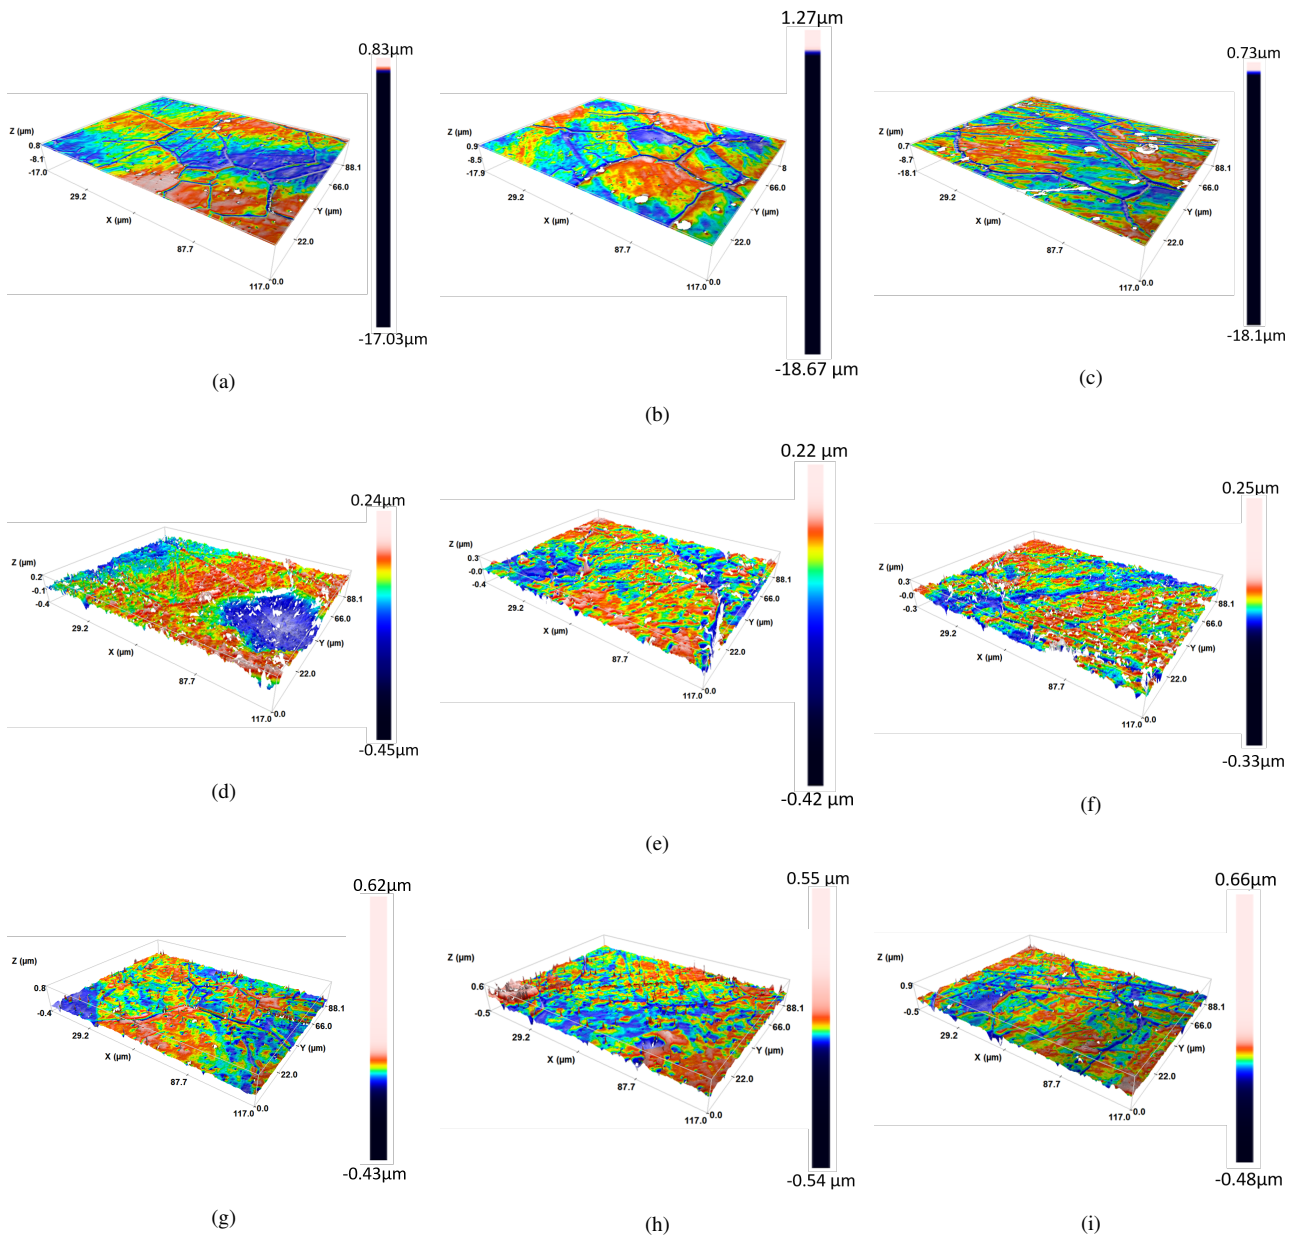 0.83µm
Z (µm)
0.8
-8.1
-17.0
29.2
X (µm)
87.7
117.0
0.0
22.0
Y (µm)
66.0
88.1
-17.03µm
(a)
1.27µm
Z (µm)
0.9
-8.5
-17.9
29.2
X (µm)
87.7
117.0
0.0
22.0
Y (µm)
66.0
8
-18.67 µm
(b)
0.73µm
Z (µm)
0.7
-8.7
-18.1
29.2
X (µm)
87.7
117.0
0.0
22.0
Y (µm)
66.0
88.1
-18.1µm
(c)
0.24µm
Z (µm)
0.2
-0.1
-0.4
29.2
X (µm)
87.7
117.0
0.0
22.0
Y (µm)
66.0
88.1
-0.45µm
(d)
0.22 µm
Z (µm)
0.3
-0.0
-0.4
29.2
X (µm)
87.7
117.0
0.0
22.0
Y (µm)
66.0
88.1
-0.42 µm
(e)
0.25µm
Z (µm)
0.3
-0.0
-0.3
29.2
X (µm)
87.7
117.0
0.0
22.0
Y (µm)
66.0
88.1
-0.33µm
(f)
0.62µm
Z (µm)
0.8
-0.4
29.2
X (µm)
87.7
117.0
0.0
22.0
Y (µm)
66.0
88.1
-0.43µm
(g)
0.55 µm
Z (µm)
0.6
-0.5
29.2
X (µm)
87.7
117.0
0.0
22.0
Y (µm)
66.0
88.1
-0.54 µm
(h)
0.66µm
Z (µm)
0.9
-0.5
29.2
X (µm)
87.7
117.0
0.0
22.0
Y (µm)
66.0
88.1
-0.48µm
(i)